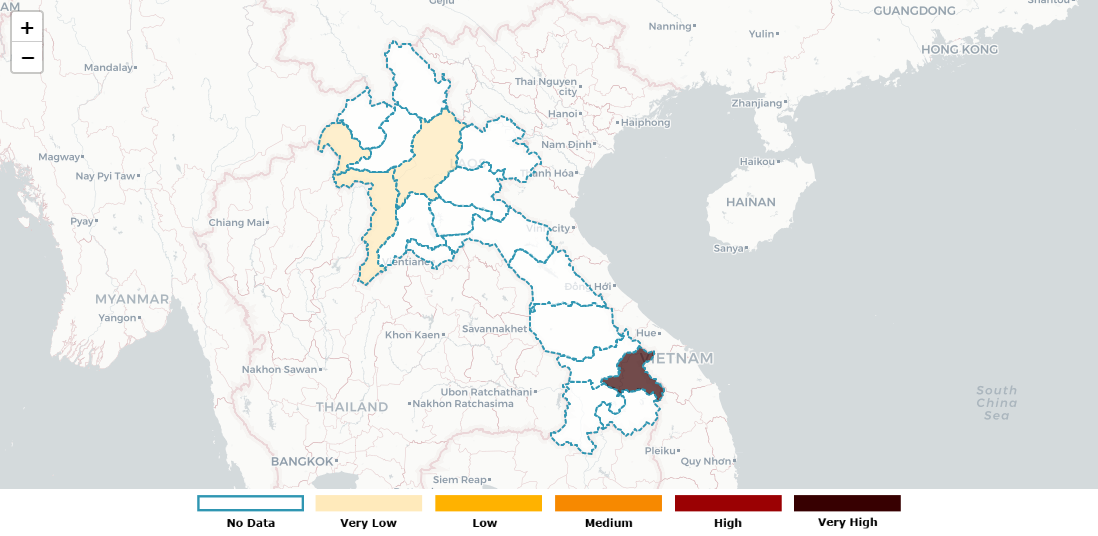 AM
Gejiu
GUANGDONG
Shantou
+
Nanning
Yulin
HONG KONG
−
Mandalay
Thai Nguyen
city
Zhanjiang
Hanoi
Haiphong
Nam Định
Magway
Haikou
Nay Pyi Taw
Thanh Hóa
HAINAN
Pyay
Chiang Mai
Vinh city
Sanya
Vientiane
Đồng Hới
MYANMAR
Yangon
Khon Kaen
Savannakhet
Hue
VIETNAM
Nakhon Sawan
Ubon Ratchathani
South
China
Sea
THAILAND
Nakhon Ratchasima
Pleiku
Quy Nhơn
BANGKOK
Siem Reap
No Data
Very Low
Low
Medium
High
Very High